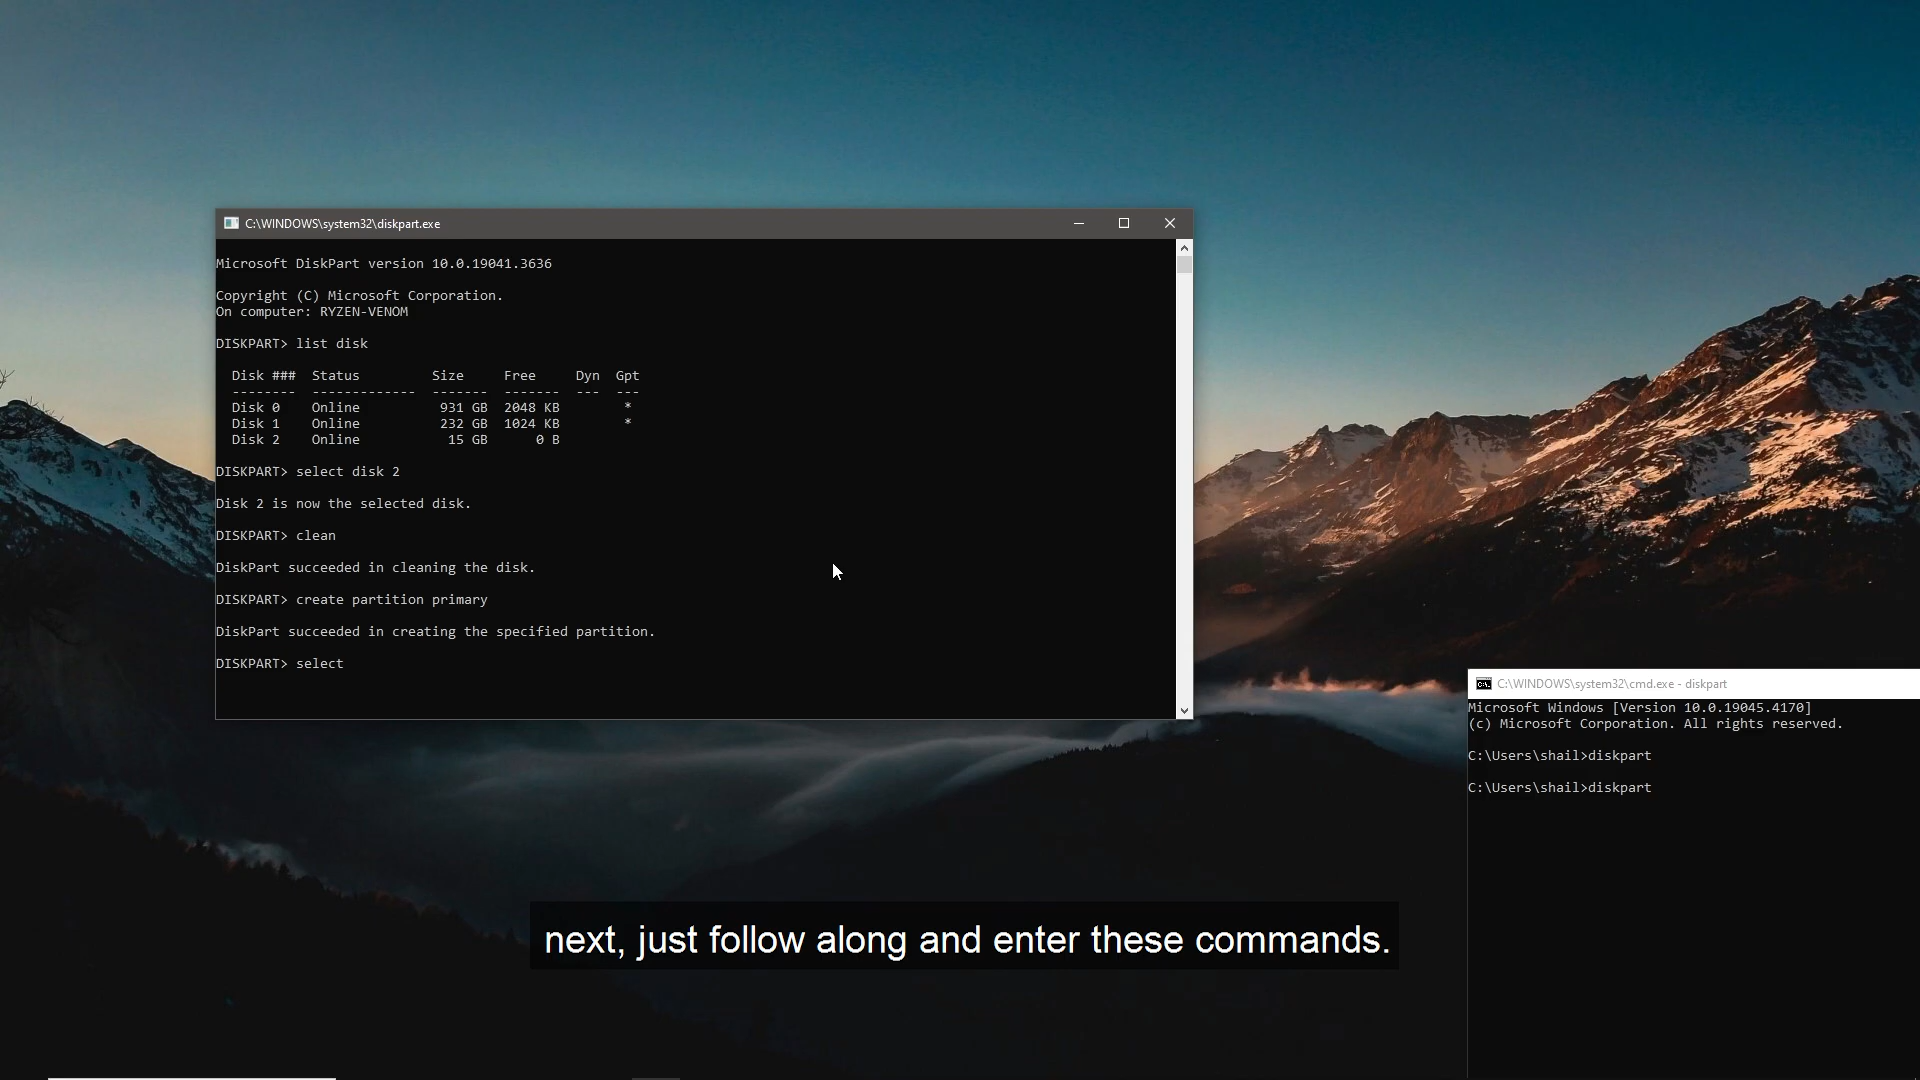 C:\WINDOWS\system32\diskpart.exe
Microsoft DiskPart version 10.0.19041.3636
Copyright (C) Microsoft Corporation.
On computer: RYZEN-VENOM
DISKPART> list disk
Disk ###  Status         Size     Free     Dyn  Gpt
--------  -------------  -------  -------  ---  ---
Disk 0    Online          931 GB  2048 KB        *
Disk 1    Online          232 GB  1024 KB        *
Disk 2    Online           15 GB      0 B
DISKPART> select disk 2
Disk 2 is now the selected disk.
DISKPART> clean
DiskPart succeeded in cleaning the disk.
DISKPART> create partition primary
DiskPart succeeded in creating the specified partition.
DISKPART> select
C:\WINDOWS\system32\cmd.exe - diskpart
Microsoft Windows [Version 10.0.19045.4170]
(c) Microsoft Corporation. All rights reserved.
C:\Users\shail>diskpart
C:\Users\shail>diskpart
next, just follow along and enter these commands.